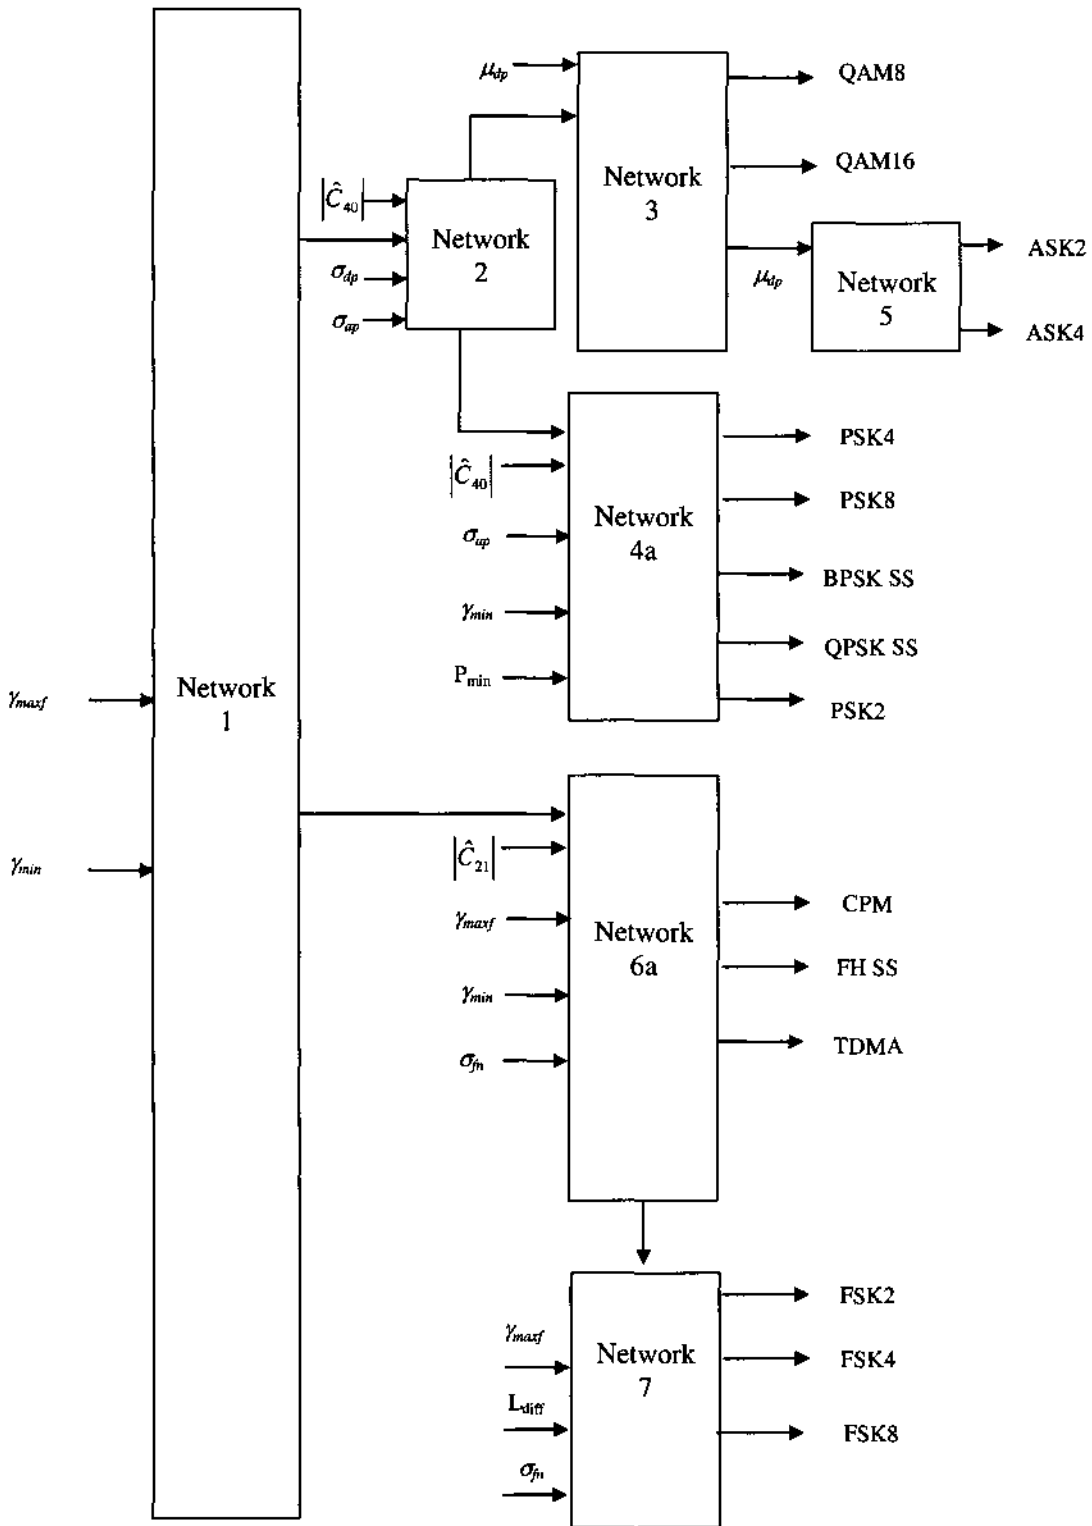 μdp
QAM8
QAM16
Network
3
|Ĉ40|
Network
2
σdp
σap
μdp
Network
5
ASK2
ASK4
PSK4
|Ĉ40|
PSK8
Network
4a
σap
BPSK SS
γmin
QPSK SS
Pmin
PSK2
γmaxf
Network
1
γmin
|Ĉ21|
CPM
γmaxf
Network
6a
FH SS
γmin
TDMA
σfn
FSK2
γmaxf
Network
7
FSK4
Ldiff
FSK8
σfn